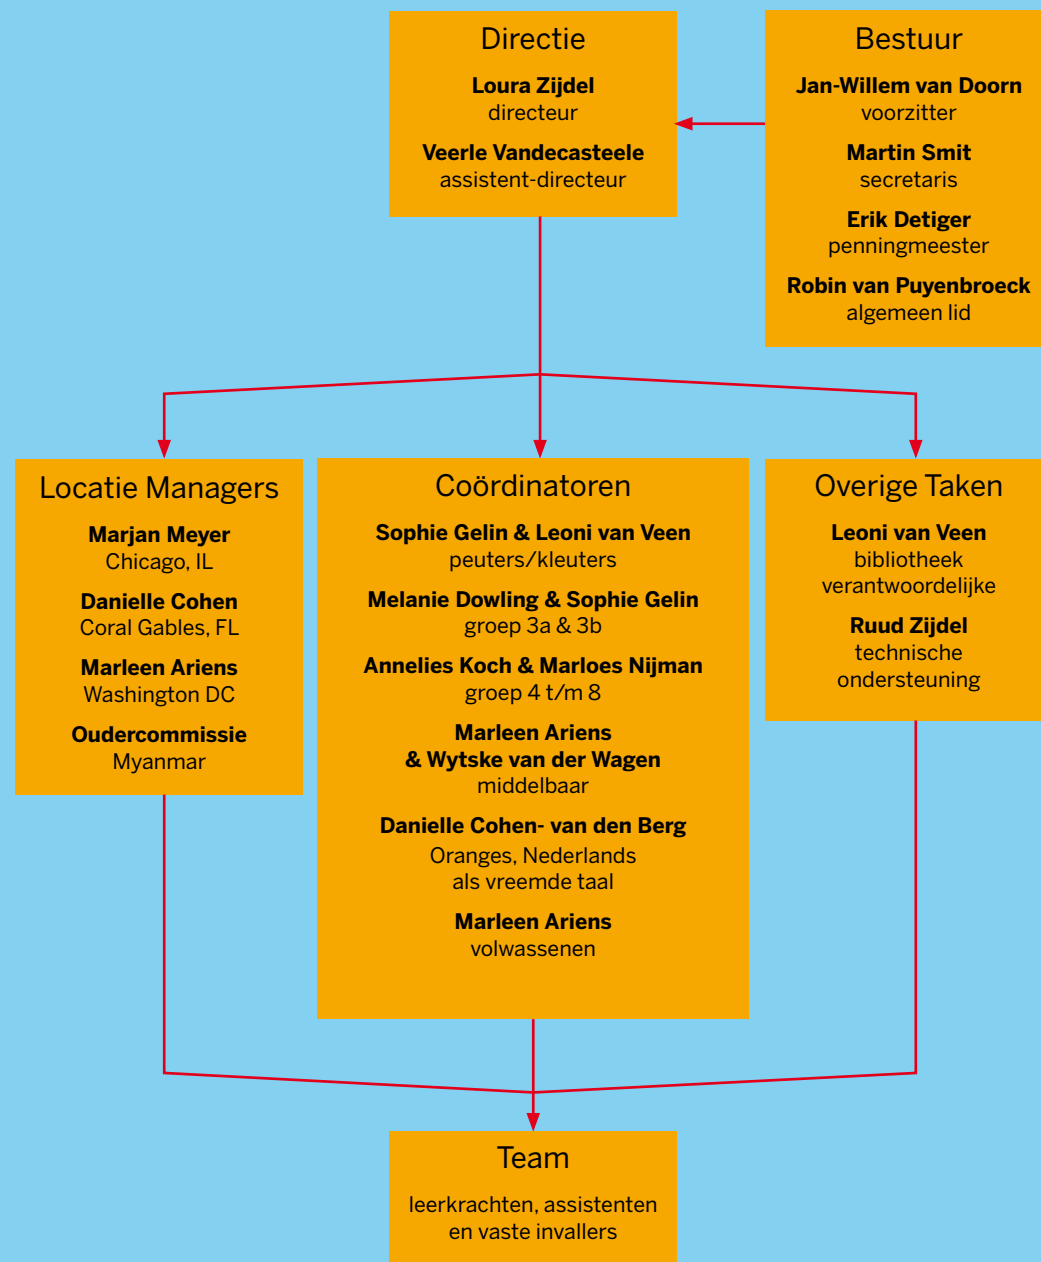 Directie
Loura Zijdel
directeur
Veerle Vandecasteele
assistent-directeur
Bestuur
Jan-Willem van Doorn
voorzitter
Martin Smit
secretaris
Erik Detiger
penningmeester
Robin van Puyenbroeck
algemeen lid
Locatie Managers
Marjan Meyer
Chicago, IL
Danielle Cohen
Coral Gables, FL
Marleen Ariens
Washington DC
Oudercommissie
Myanmar
Coördinatoren
Sophie Gelin & Leoni van Veen
peuters/kleuters
Melanie Dowling & Sophie Gelin
groep 3a & 3b
Annelies Koch & Marloes Nijman
groep 4 t/m 8
Marleen Ariens
& Wytske van der Wagen
middelbaar
Danielle Cohen- van den Berg
Oranges, Nederlands
als vreemde taal
Marleen Ariens
volwassenen
Overige Taken
Leoni van Veen
bibliotheek
verantwoordelijke
Ruud Zijdel
technische
ondersteuning
Team
leerkrachten, assistenten
en vaste invallers